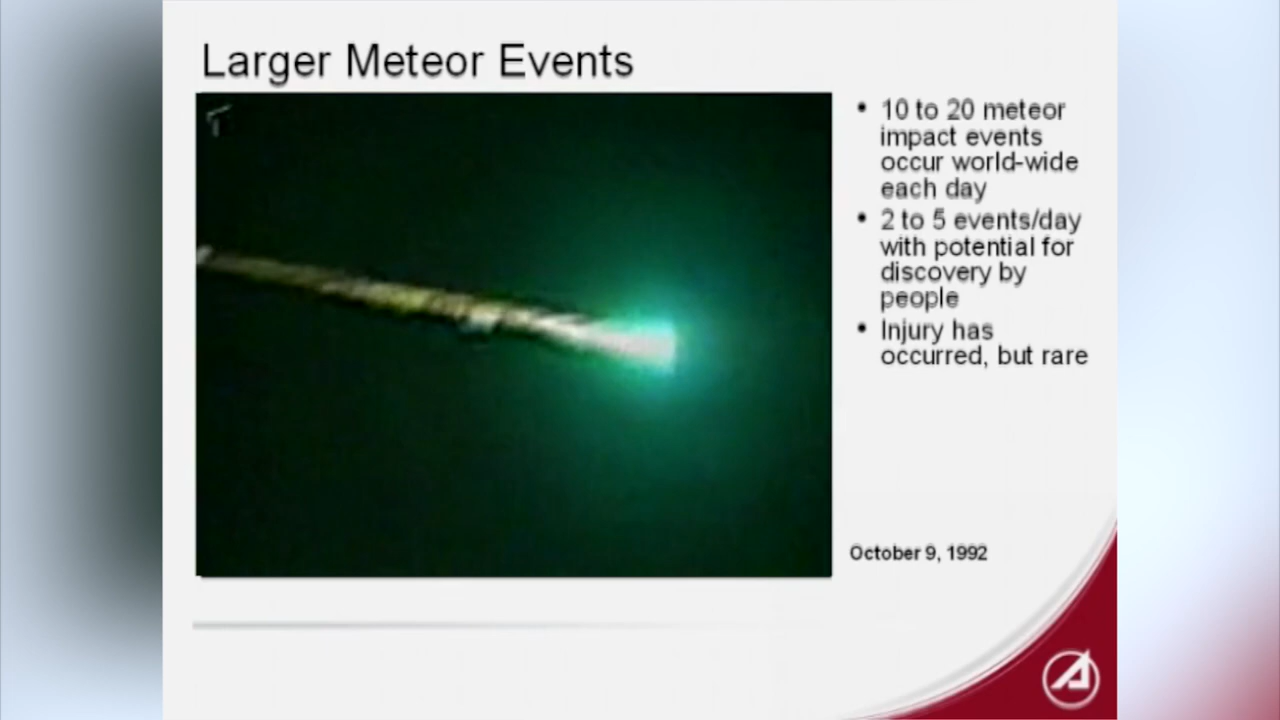 Larger Meteor Events
• 10 to 20 meteor
impact events
occur world-wide
each day
• 2 to 5 events/day
with potential for
discovery by
people
• Injury has
occurred, but rare
October 9, 1992